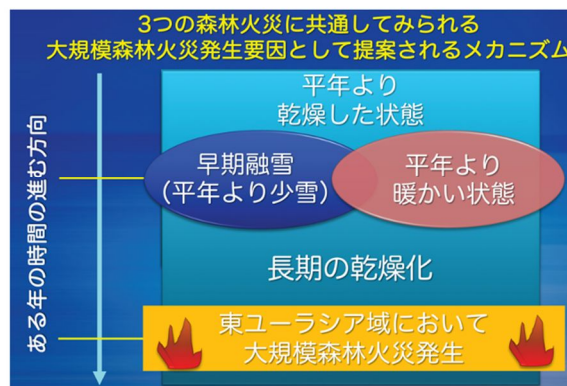 3つの森林火災に共通してみられる
大規模森林火災発生要因として提案されるメカニズム
ある年の時間の進む方向
平年より
乾燥した状態
早期融雪
(平年より少雪)
平年より
暖かい状態
長期の乾燥化
東ユーラシア域において
大規模森林火災発生